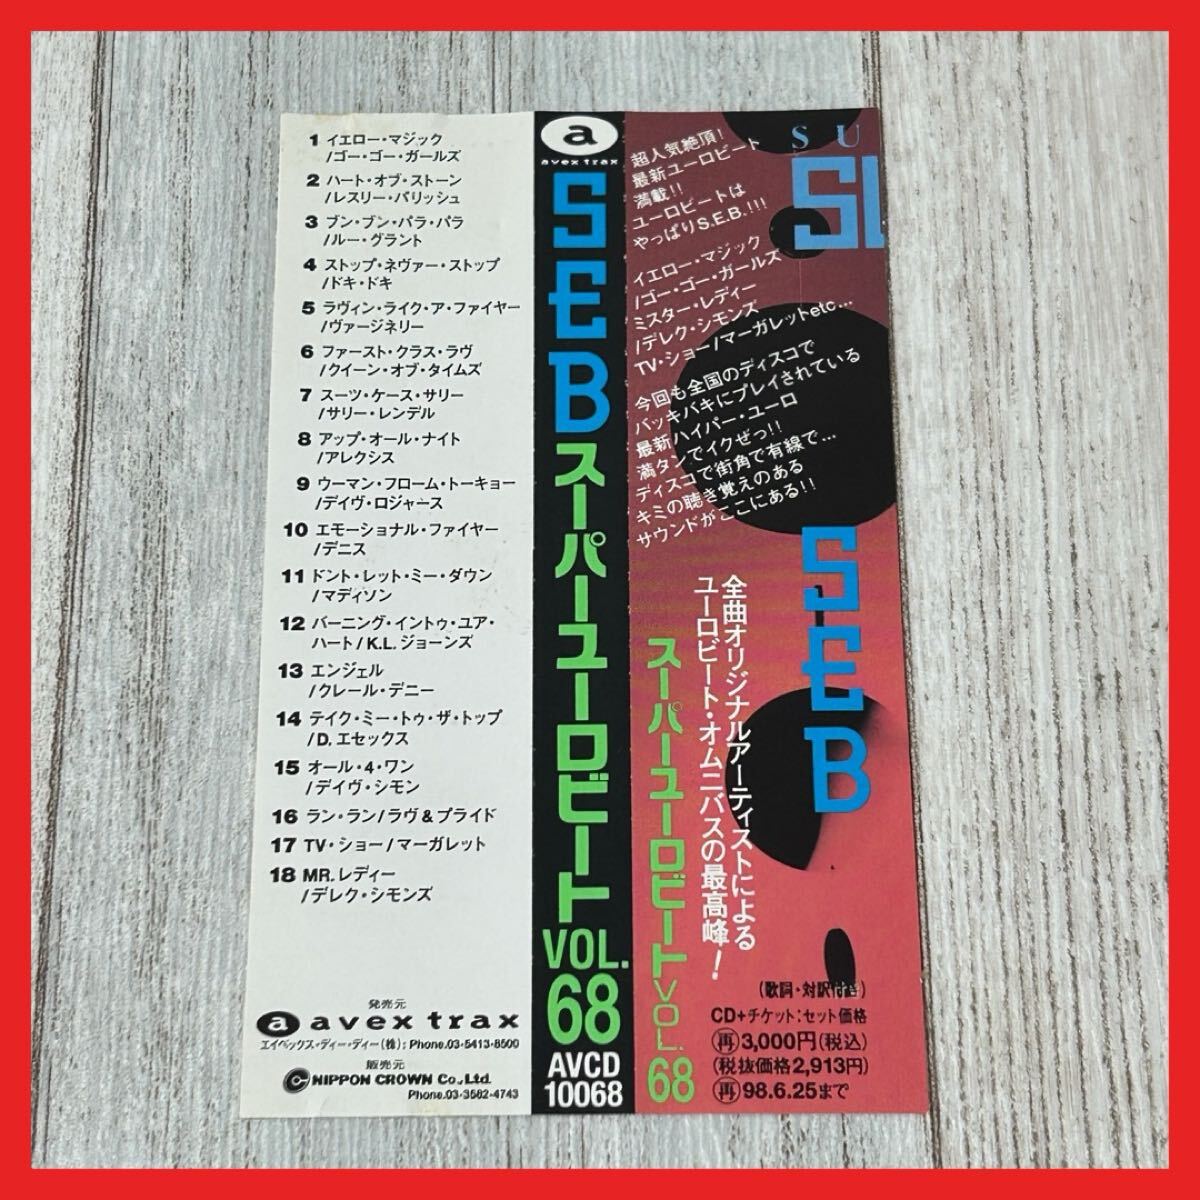 1 イエロー・マジック
/ゴー・ゴー・ガールズ
2 ハート・オブ・ストーン
/レスリー・パリッシュ
3 ブン・ブン・パラ・パラ
/ルー・グラント
4 ストップ・ネヴァー・ストップ
/ドキ・ドキ
5 ラヴィン・ライク・ア・ファイヤー
/ヴァージネリー
6 ファースト・クラス・ラヴ
/クイーン・オブ・タイムズ
7 スーツ・ケース・サリー
/サリー・レンデル
8 アップ・オール・ナイト
/アレクシス
9 ウーマン・フローム・トーキョー
/デイヴ・ロジャース
10 エモーショナル・ファイヤー
/デニス
11 ドント・レット・ミー・ダウン
/マディソン
12 バーニング・イントゥ・ユア・
ハート/K.L.ジョーンズ
13 エンジェル
/クレール・デニー
14 テイク・ミー・トゥ・ザ・トップ
/D.エセックス
15 オール・4・ワン
/デイヴ・シモン
16 ラン・ラン/ラヴ&プライド
17 TV・ショー/マーガレット
18 MR.レディー
/デレク・シモンズ
発売元
a avex trax
エイベックス・ディー・ディー(株):Phone.03-5413-8500
販売元
NIPPON CROWN Co.,Ltd.
Phone.03-3582-4743
a
avex trax
SEB
スーパーユーロビート
VOL.
68
AVCD
10068
超人気絶頂!
最新ユーロビート
満載!!
ユーロビートは
やっぱりS.E.B.!!!
イエロー・マジック
/ゴー・ゴー・ガールズ
ミスター・レディー
/デレク・シモンズ
TV・ショー/マーガレットetc...
今回も全国のディスコで
バッキバキにプレイされている
最新ハイパー・ユーロ
満タンでイクぜっ!!
ディスコで街角で有線で...
キミの聴き覚えのある
サウンドがここにある!!
SU
SU
SEB
全曲オリジナルアーティストによる
ユーロビート・オムニバスの最高峰!
スーパーユーロビートVOL.
68
(歌詞・対訳付き)
CD+チケット:セット価格
再3,000円(税込)
(税抜価格2,913円)
再98.6.25まで